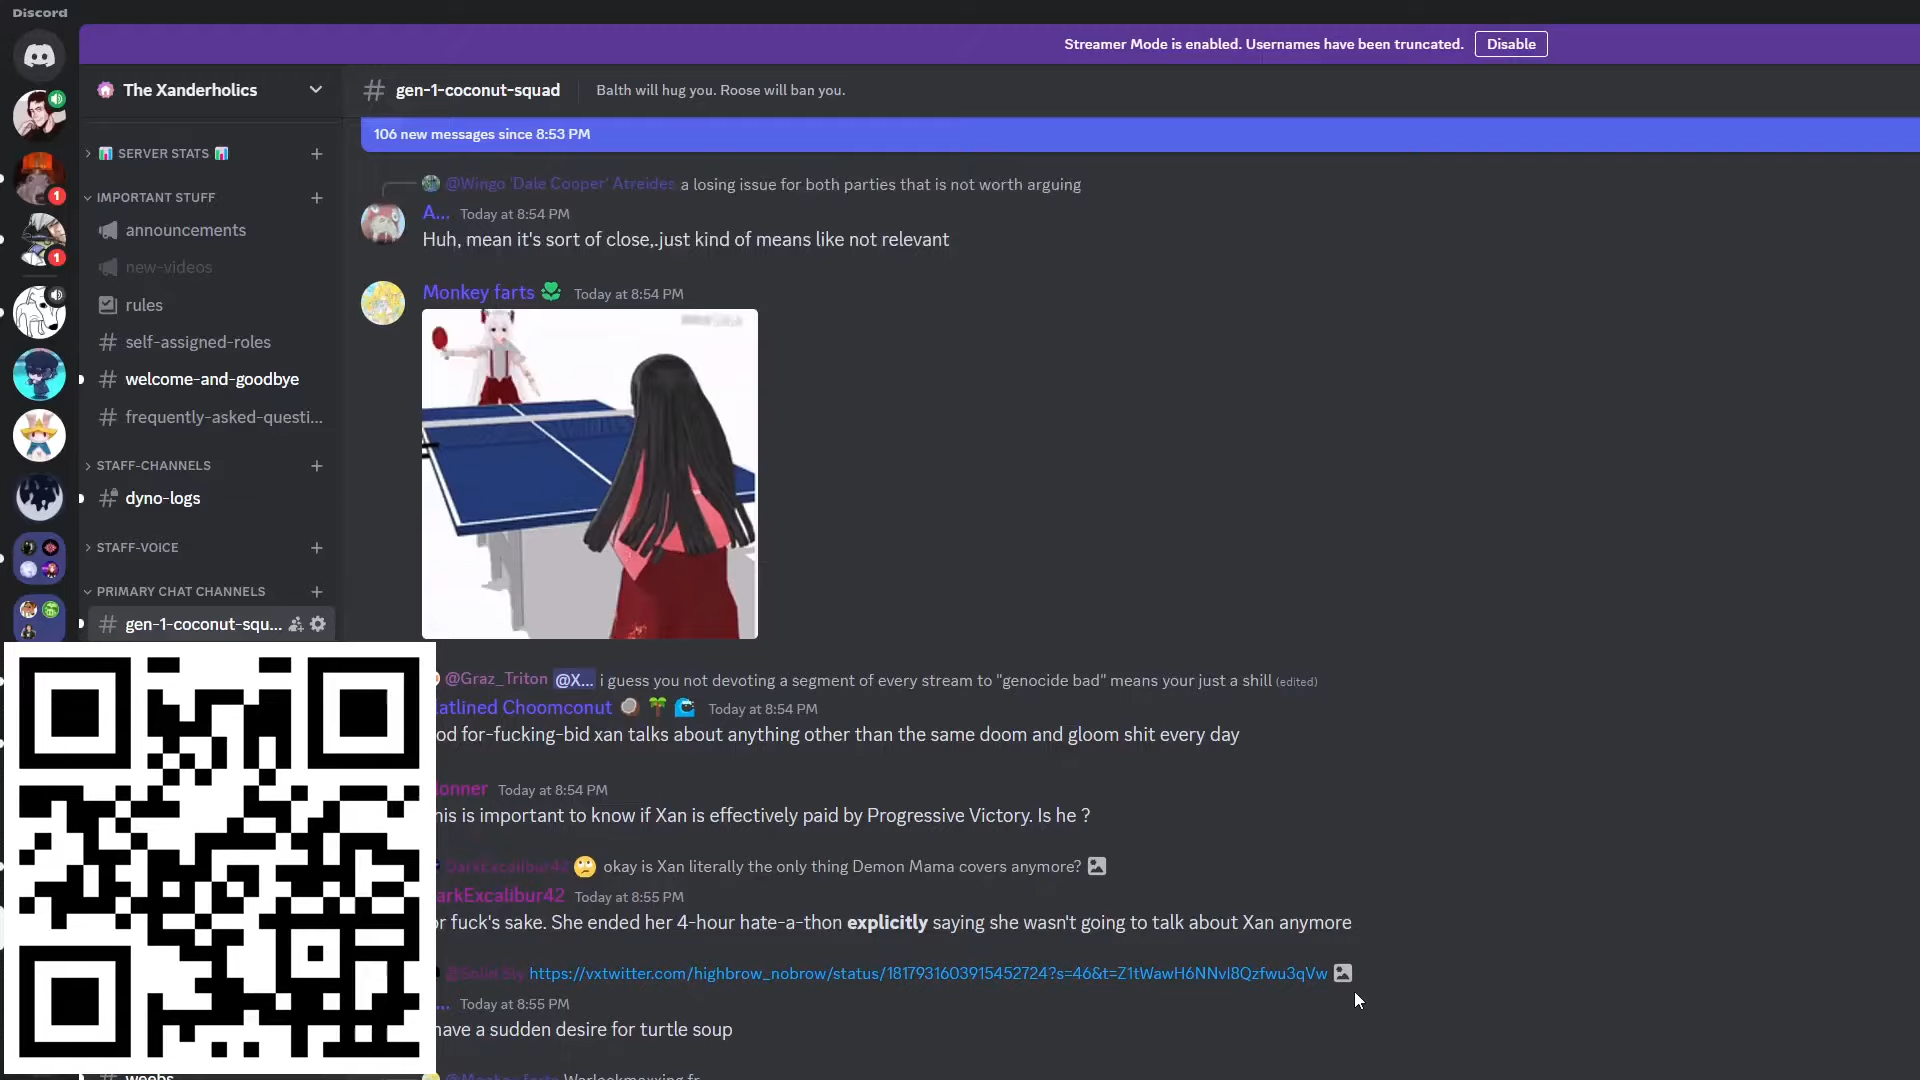 Discord
Streamer Mode is enabled. Usernames have been truncated.
Disable
The Xanderholics
gen-1-coconut-squad
Balth will hug you. Roose will ban you.
106 new messages since 8:53 PM
SERVER STATS
IMPORTANT STUFF
announcements
new-videos
rules
self-assigned-roles
welcome-and-goodbye
frequently-asked-questi...
STAFF-CHANNELS
dyno-logs
STAFF-VOICE
PRIMARY CHAT CHANNELS
gen-1-coconut-squ...
1
1
@Wingo 'Dale Cooper' Atreides a losing issue for both parties that is not worth arguing
A... Today at 8:54 PM
Huh, mean it's sort of close,.just kind of means like not relevant
Monkey farts Today at 8:54 PM
@Graz_Triton @X... i guess you not devoting a segment of every stream to "genocide bad" means your just a shill (edited)
atlined Choomconut Today at 8:54 PM
od for-fucking-bid xan talks about anything other than the same doom and gloom shit every day
onner Today at 8:54 PM
his is important to know if Xan is effectively paid by Progressive Victory. Is he ?
DarkExcalibur42 okay is Xan literally the only thing Demon Mama covers anymore?
arkExcalibur42 Today at 8:55 PM
or fuck's sake. She ended her 4-hour hate-a-thon explicitly saying she wasn't going to talk about Xan anymore
@Solid Sly https://vxtwitter.com/highbrow_nobrow/status/1817931603915452724?s=46&t=Z1tWawH6NNvl8Qzfwu3qVw
... Today at 8:55 PM
have a sudden desire for turtle soup
weebs